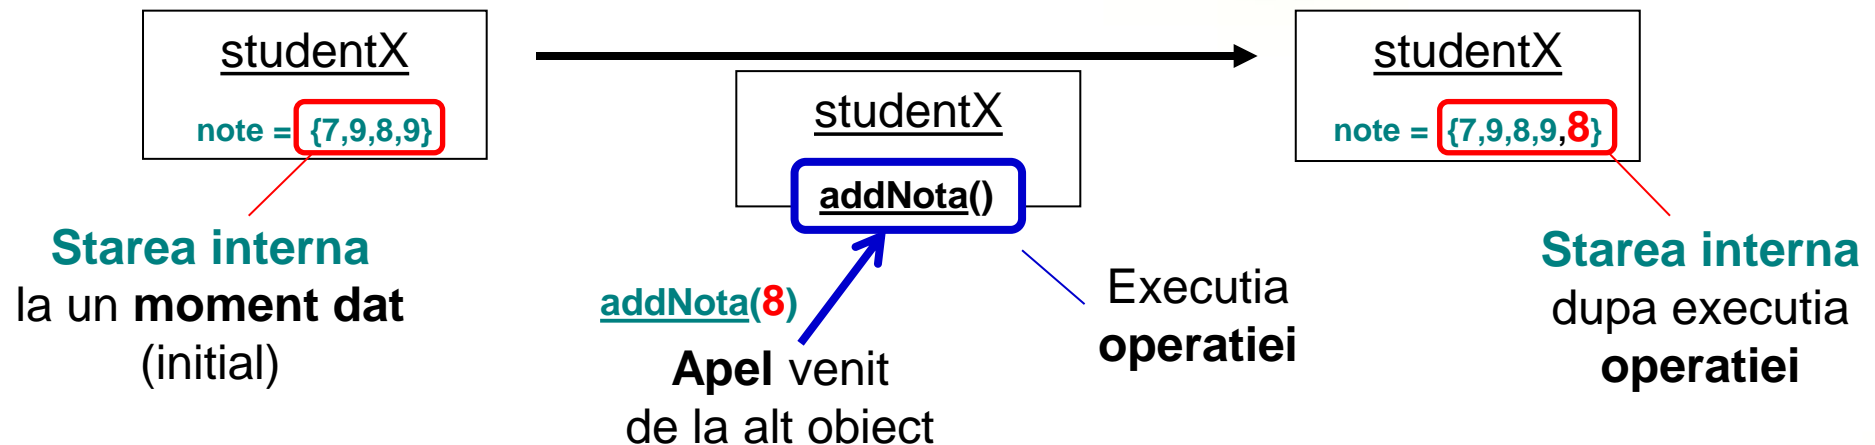 studentX
note = {7,9,8,9}
Starea interna
la un moment dat
(initial)
studentX
addNota()
addNota(8)
Apel venit
de la alt obiect
Executia
operatiei
studentX
note = {7,9,8,9,8}
Starea interna
dupa executia
operatiei